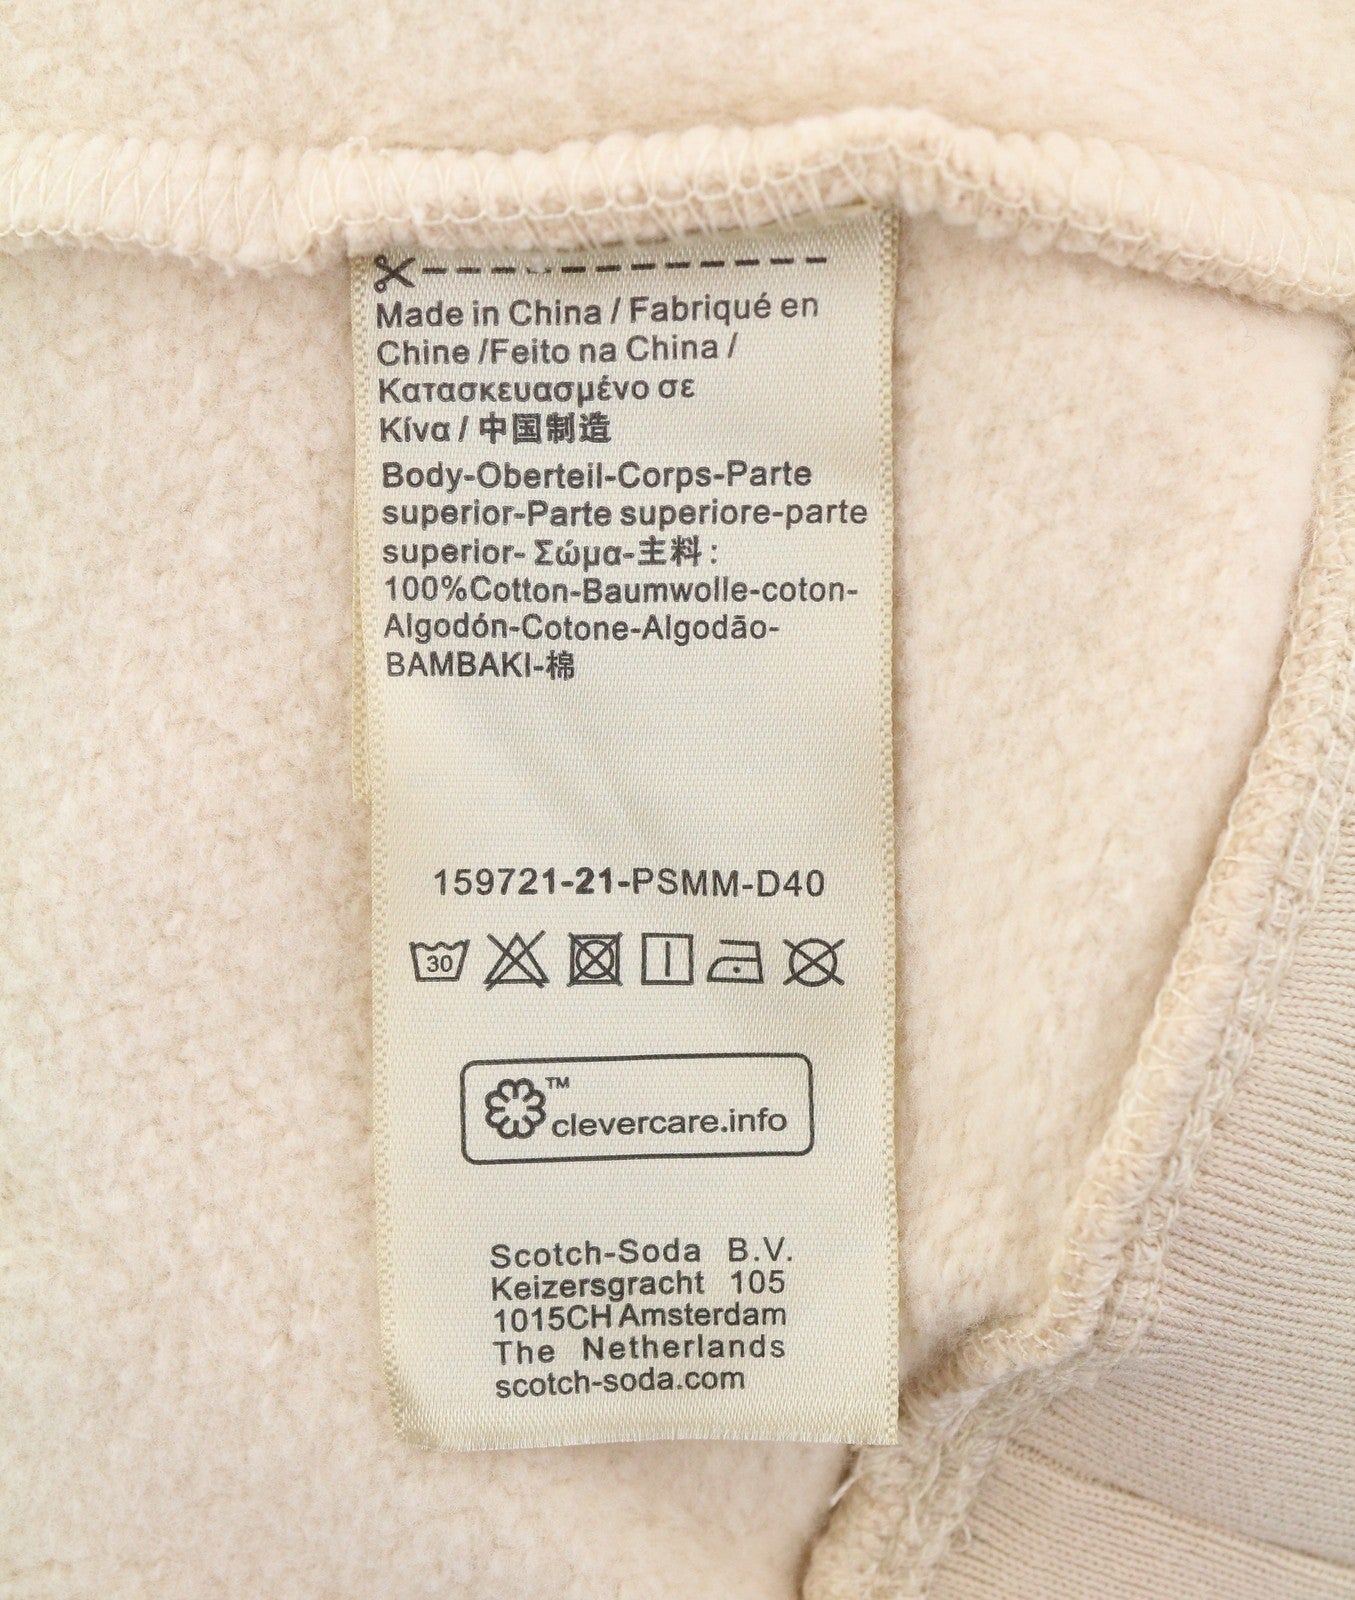 Made in China / Fabriqué en
Chine /Feito na China /
Κατασκευασμένο σε
Κίνα / 中国制造
Body-Oberteil-Corps-Parte
superior-Parte superiore-parte
superior- Σώμα-主料 :
100%Cotton-Baumwolle-coton-
Algodón-Cotone-Algodão-
BAMBAKI-棉
159721-21-PSMM-D40
30
™
clevercare.info
Scotch-Soda B.V.
Keizersgracht 105
1015CH Amsterdam
The Netherlands
scotch-soda.com